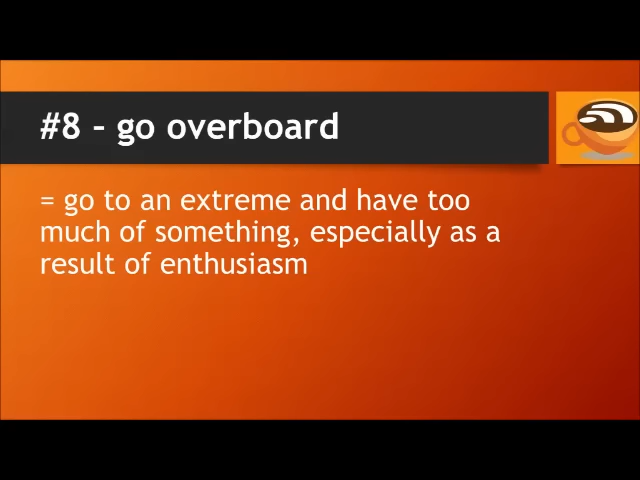 #8 – go overboard
= go to an extreme and have too
much of something, especially as a
result of enthusiasm